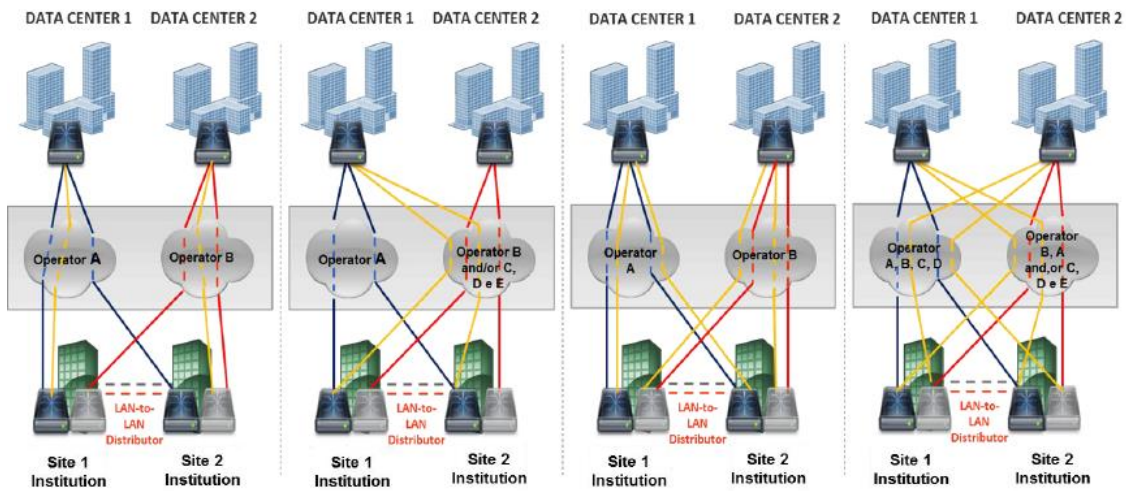 DATA CENTER 1 DATA CENTER 2
Operator A
Operator B
LAN-to-
LAN
Distributor
Site 1
Institution
Site 2
Institution
DATA CENTER 1 DATA CENTER 2
Operator A
Operator B
and/or C,
D e E
LAN-to-
LAN
Distributor
Site 1
Institution
Site 2
Institution
DATA CENTER 1 DATA CENTER 2
Operator
A
Operator B
LAN-to-
LAN
Distributor
Site 1
Institution
Site 2
Institution
DATA CENTER 1 DATA CENTER 2
Operator
A, B, C, D
Operator
B, A
and,or C,
D e E
LAN-to-
LAN
Distributor
Site 1
Institution
Site 2
Institution